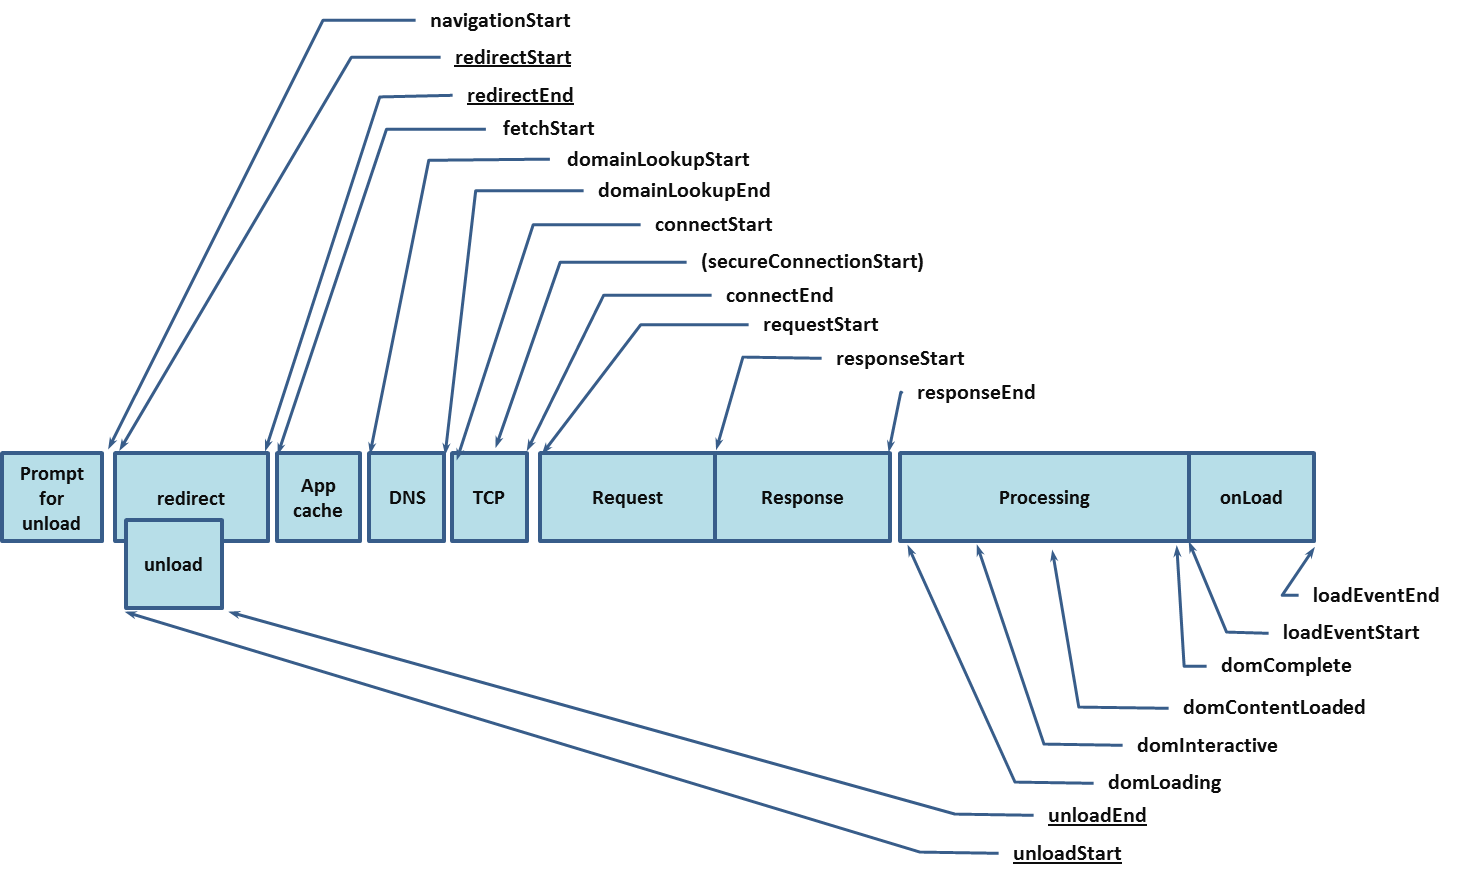 navigationStart
redirectStart
redirectEnd
fetchStart
domainLookupStart
domainLookupEnd
connectStart
(secureConnectionStart)
connectEnd
requestStart
responseStart
responseEnd
Prompt
for
unload
redirect
unload
App
cache
DNS
TCP
Request
Response
Processing
onLoad
loadEventEnd
loadEventStart
domComplete
domContentLoaded
domInteractive
domLoading
unloadEnd
unloadStart